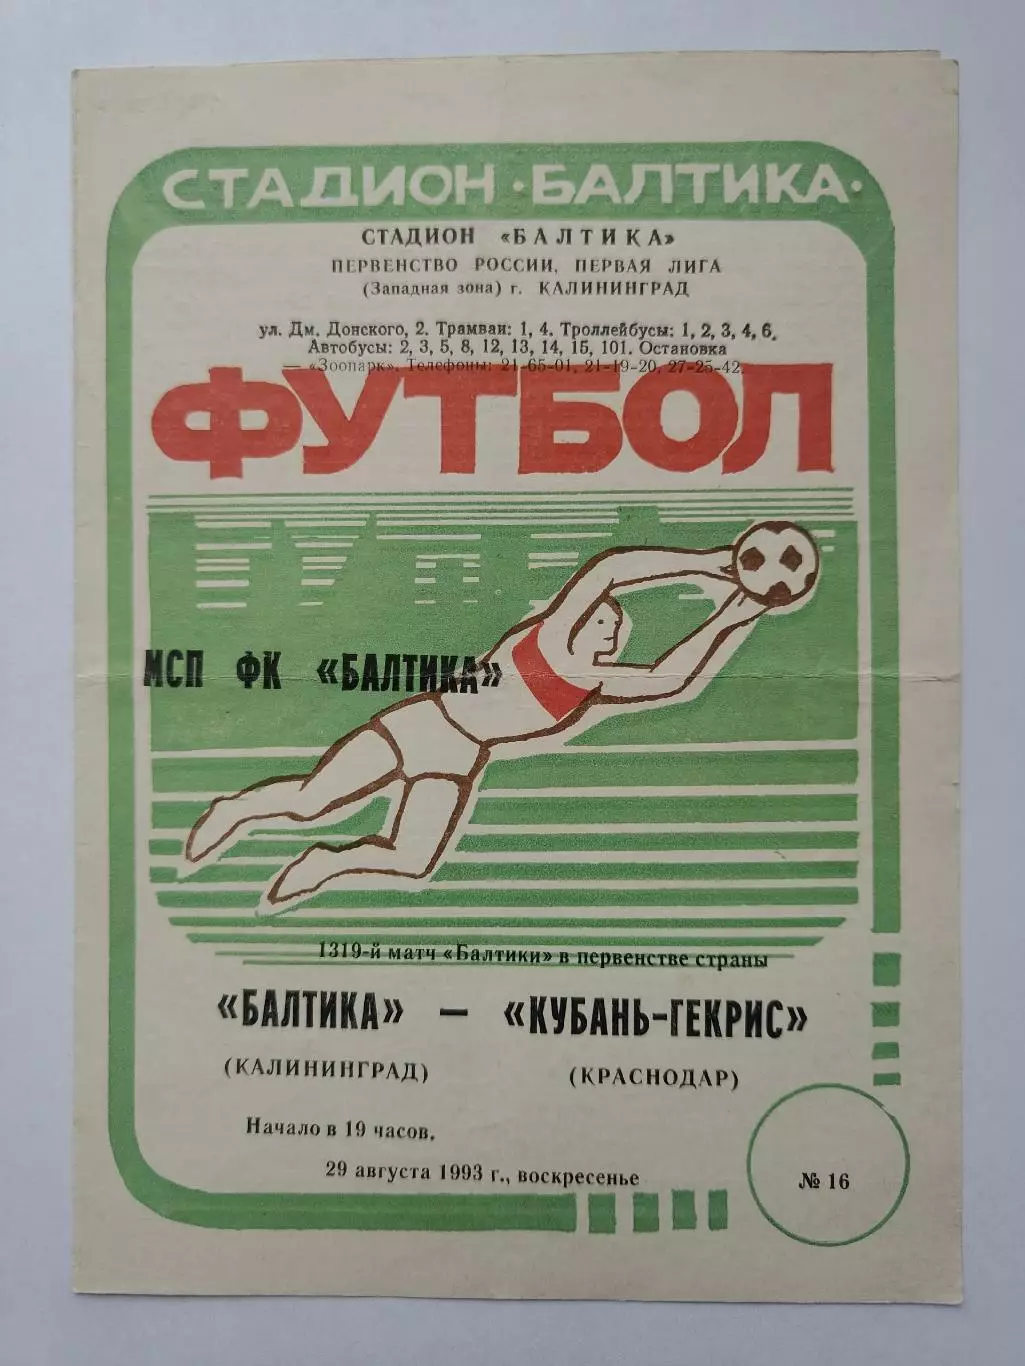 СТАДИОН · БАЛТИКА ·
СТАДИОН «БАЛТИКА»
ПЕРВЕНСТВО РОССИИ, ПЕРВАЯ ЛИГА
(Западная зона) г. КАЛИНИНГРАД
ул. Дм. Донского, 2. Трамваи: 1, 4. Троллейбусы: 1, 2, 3, 4, 6.
Автобусы: 2, 3, 5, 8, 12, 13, 14, 15, 101. Остановка
— «Зоопарк». Телефоны: 21-65-01, 21-19-20, 27-25-42.
ФУТБОЛ
МСП ФК «БАЛТИКА»
1319-й матч «Балтики» в первенстве страны
«БАЛТИКА» — «КУБАНЬ-ГЕКРИС»
(КАЛИНИНГРАД) (КРАСНОДАР)
Начало в 19 часов.
29 августа 1993 г., воскресенье
№ 16